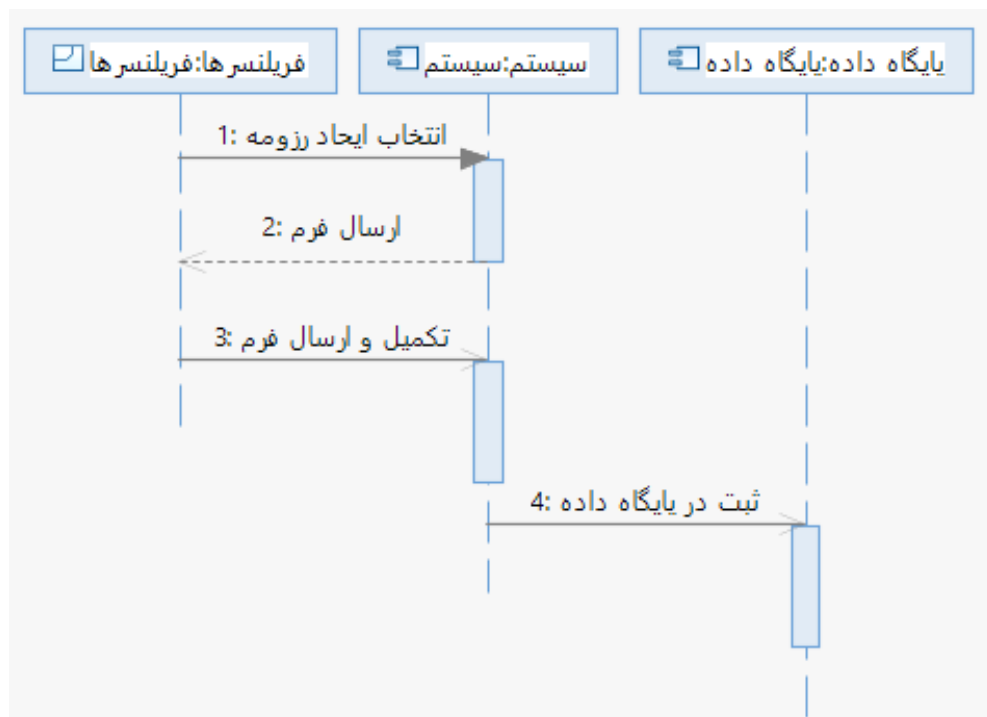 فریلنسرها:فریلنسرها
سیستم:سیستم
پایگاه داده:پایگاه داده
1: انتخاب ایجاد رزومه
2: ارسال فرم
3: تکمیل و ارسال فرم
4: ثبت در پایگاه داده